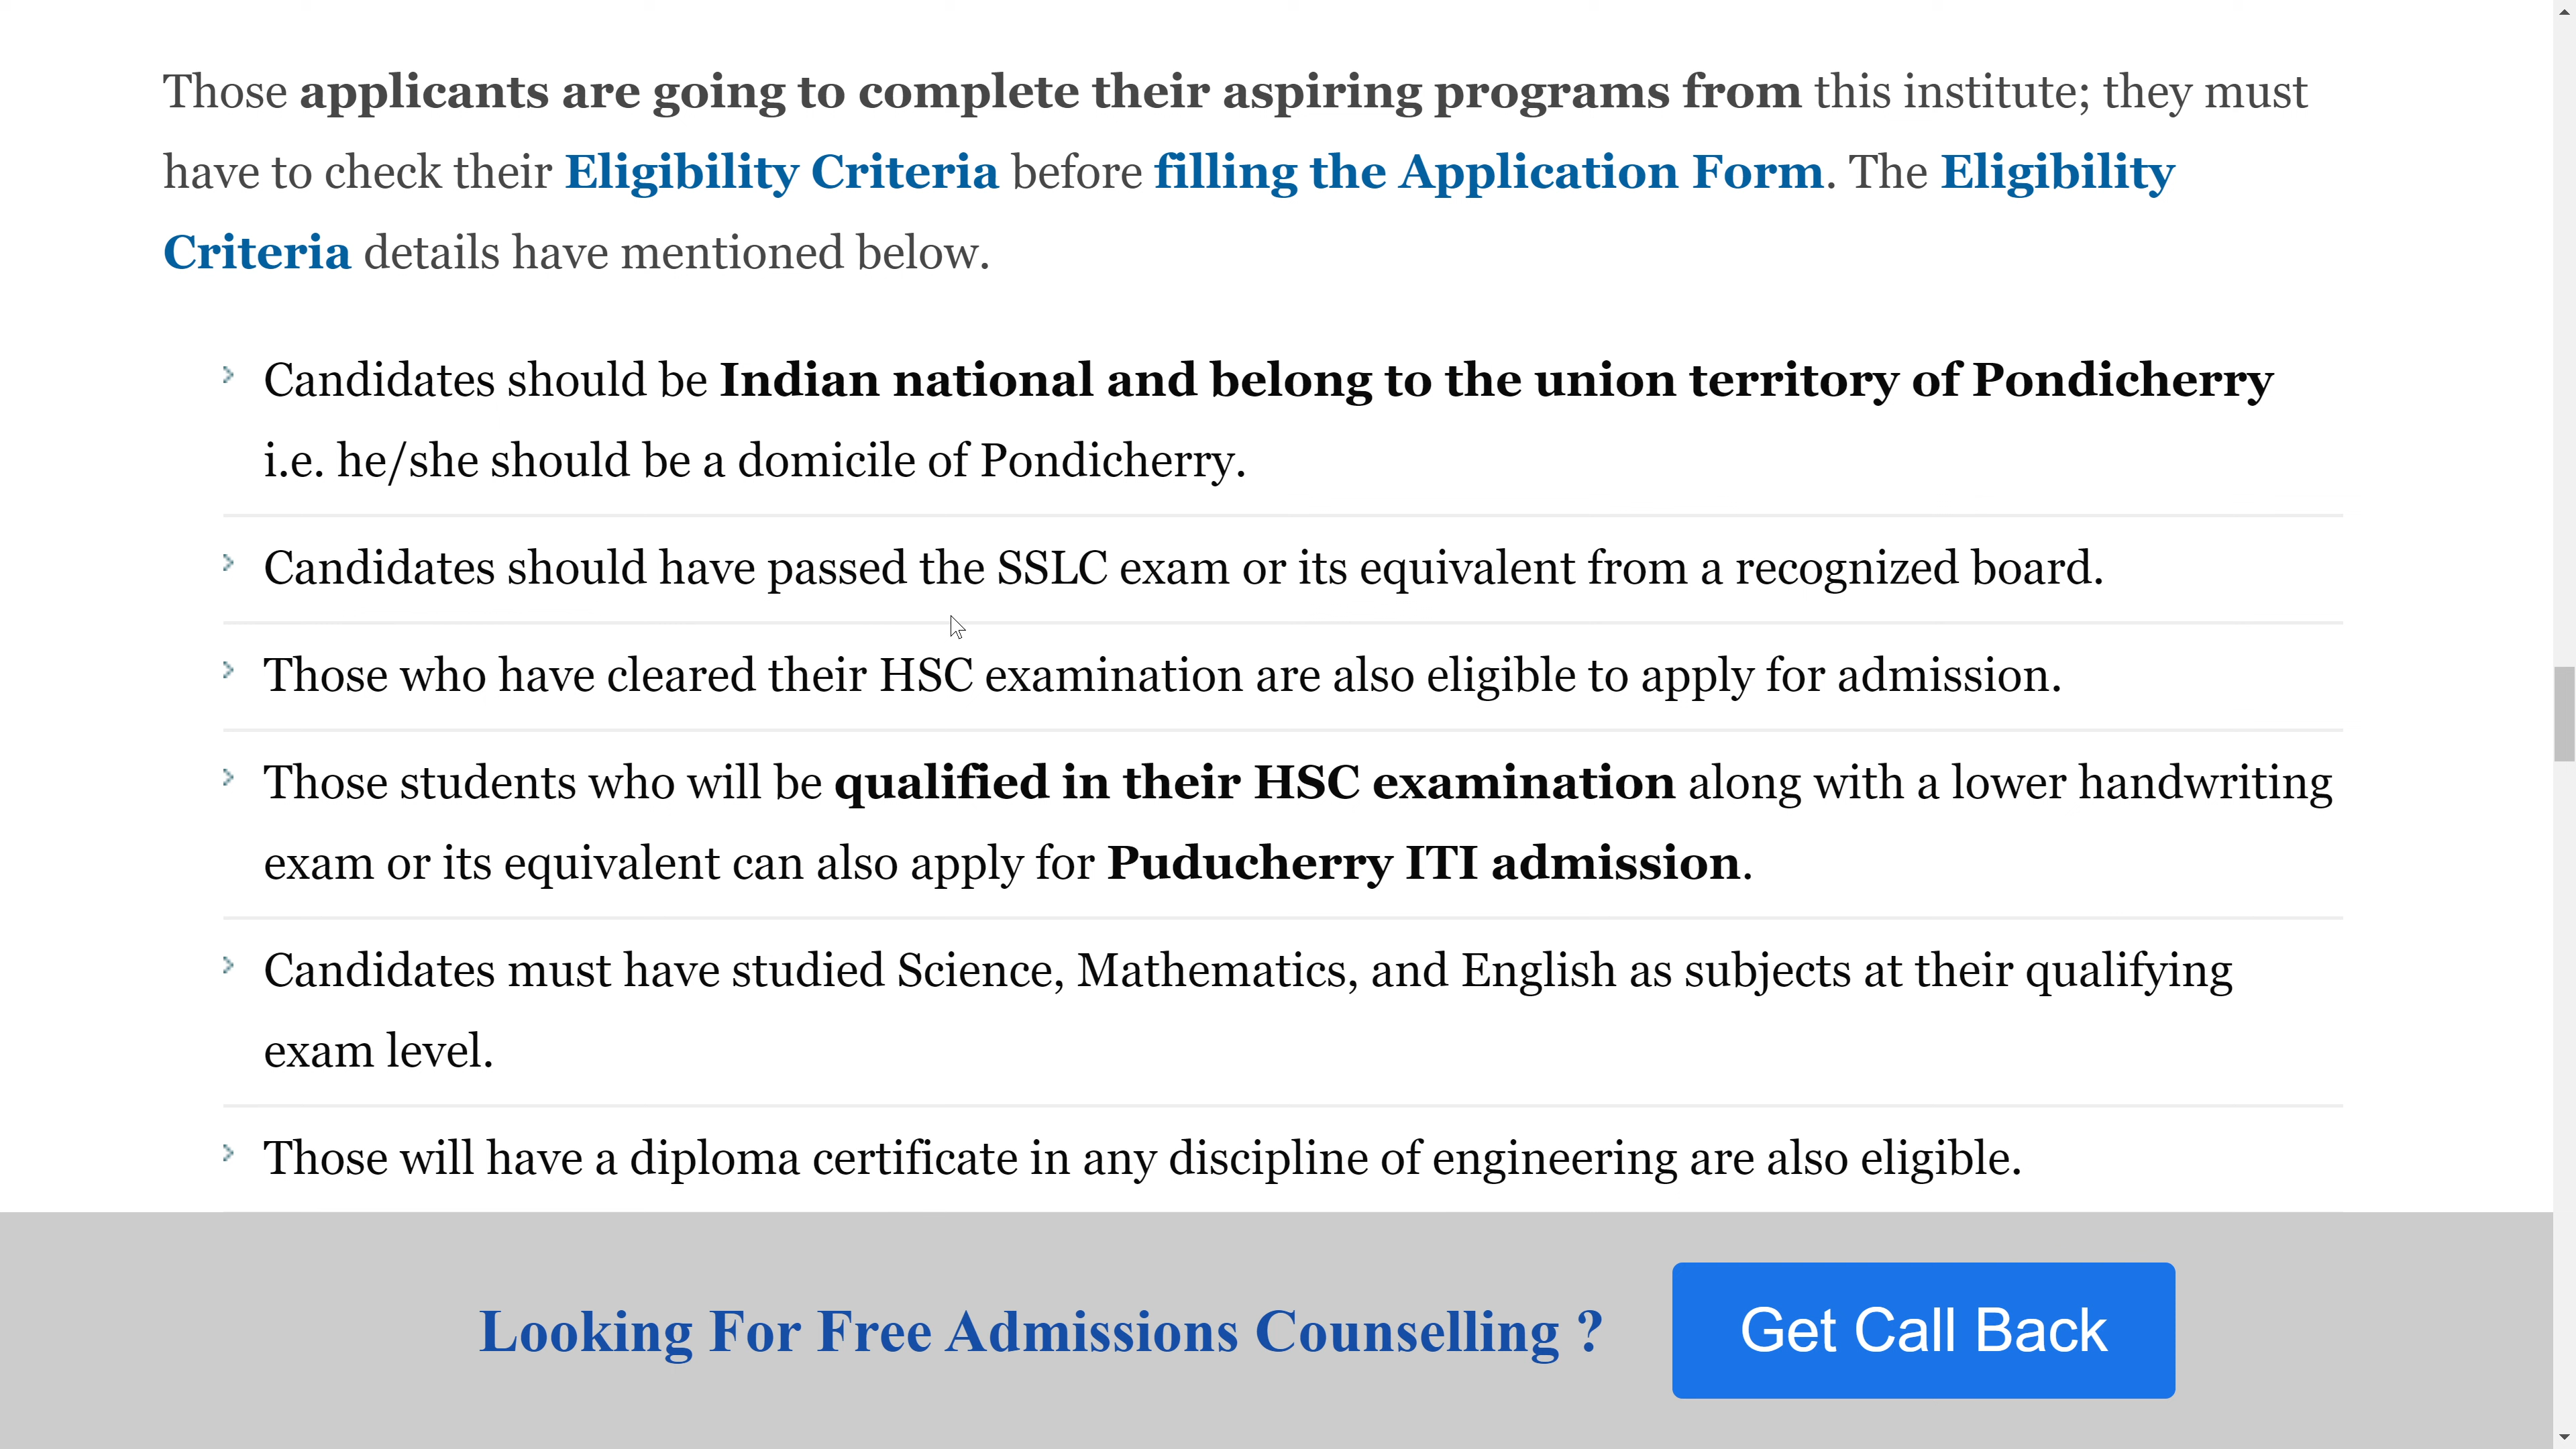 Those applicants are going to complete their aspiring programs from this institute; they must
have to check their Eligibility Criteria before filling the Application Form. The Eligibility
Criteria details have mentioned below.
Candidates should be Indian national and belong to the union territory of Pondicherry
i.e. he/she should be a domicile of Pondicherry.
Candidates should have passed the SSLC exam or its equivalent from a recognized board.
Those who have cleared their HSC examination are also eligible to apply for admission.
Those students who will be qualified in their HSC examination along with a lower handwriting
exam or its equivalent can also apply for Puducherry ITI admission.
Candidates must have studied Science, Mathematics, and English as subjects at their qualifying
exam level.
Those will have a diploma certificate in any discipline of engineering are also eligible.
Looking For Free Admissions Counselling ?
Get Call Back